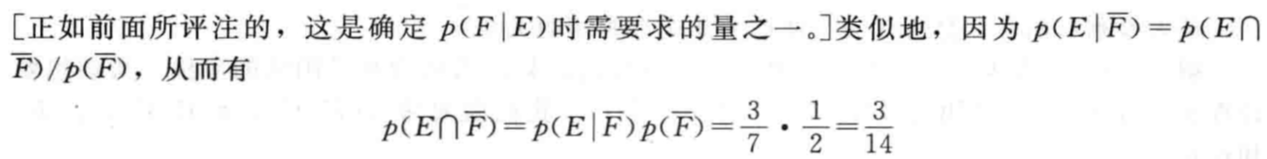 [正如前面所评注的，这是确定 p(F|E)时需要求的量之一。]类似地，因为 p(E|F̅)=p(E∩
F̅)/p(F̅)，从而有
p(E∩F̅)=p(E|F̅)p(F̅)=3/7·1/2=3/14